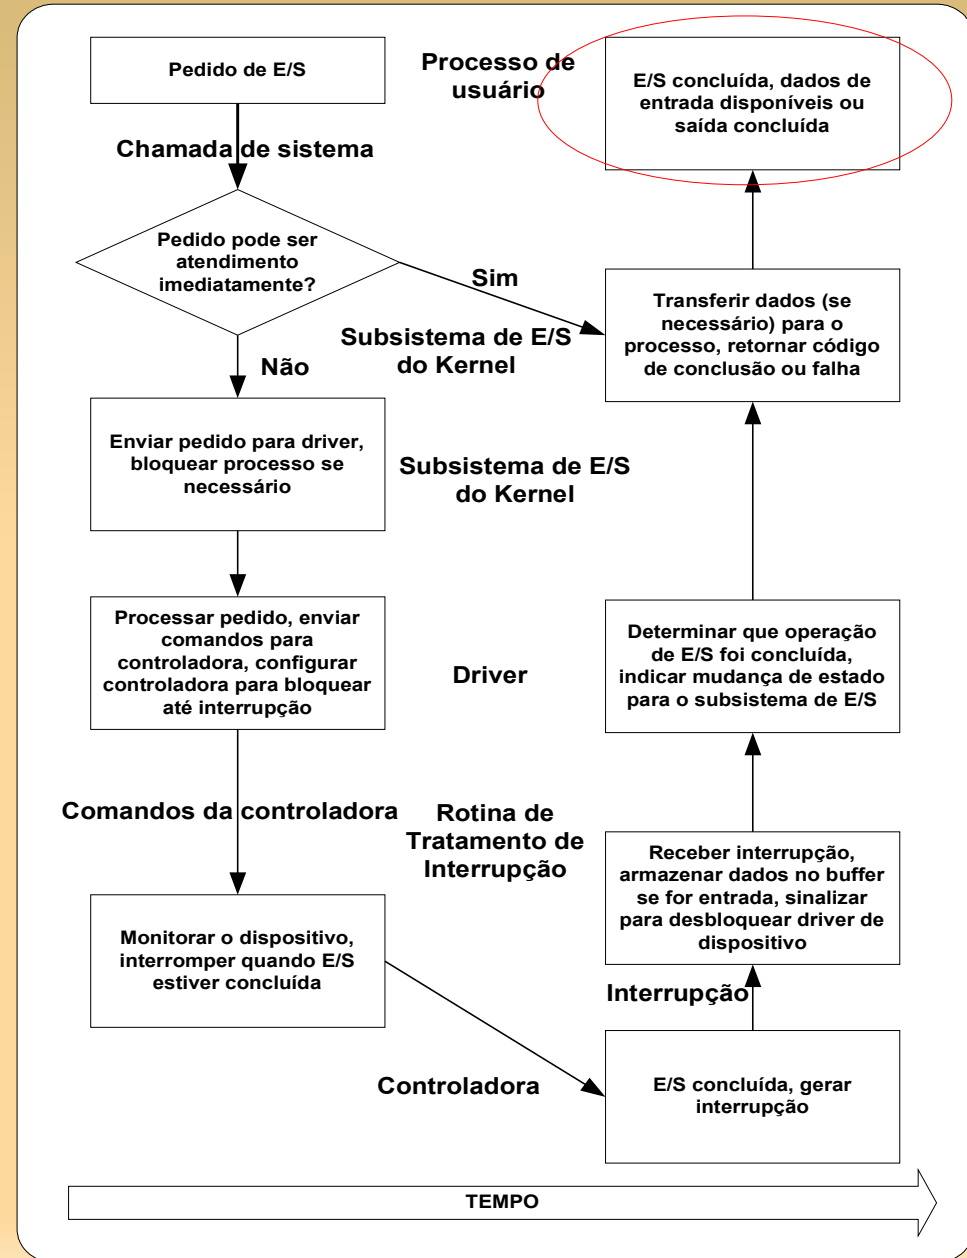 Pedido de E/S
Processo de
usuário
E/S concluída, dados de
entrada disponíveis ou
saída concluída
Chamada de sistema
Pedido pode ser
atendimento
imediatamente?
Sim
Transferir dados (se
necessário) para o
processo, retornar código
de conclusão ou falha
Subsistema de E/S
do Kernel
Não
Enviar pedido para driver,
bloquear processo se
necessário
Subsistema de E/S
do Kernel
Processar pedido, enviar
comandos para
controladora, configurar
controladora para bloquear
até interrupção
Driver
Determinar que operação
de E/S foi concluída,
indicar mudança de estado
para o subsistema de E/S
Comandos da controladora
Rotina de
Tratamento de
Interrupção
Receber interrupção,
armazenar dados no buffer
se for entrada, sinalizar
para desbloquear driver de
dispositivo
Monitorar o dispositivo,
interromper quando E/S
estiver concluída
Interrupção
Controladora
E/S concluída, gerar
interrupção
TEMPO